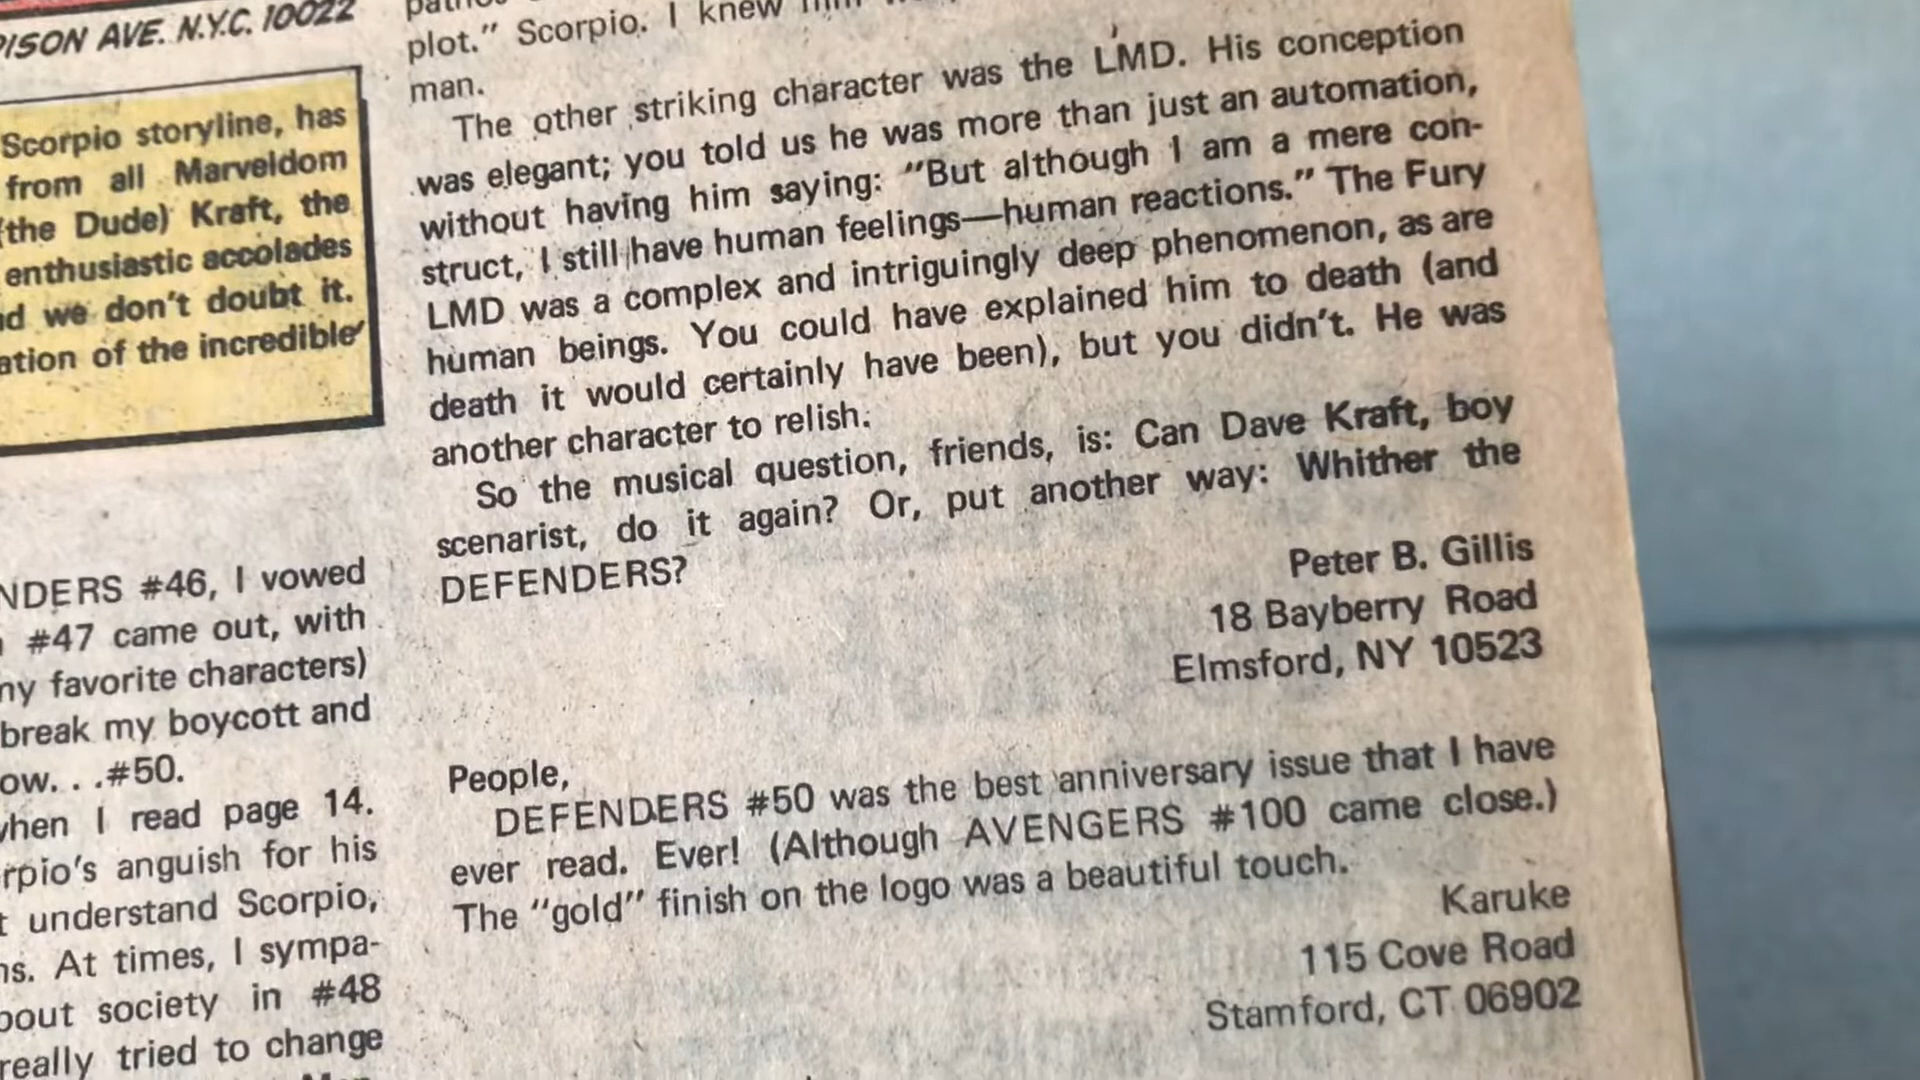 DISON AVE. N.Y.C. 10022
Scorpio storyline, has
from all Marveldom
(the Dude) Kraft, the
enthusiastic accolades
we don't doubt it.
of the incredible
#46, I vowed
#47 came out, with
favorite characters)
break my boycott and
. . .#50.
I read page 14.
anguish for his
understand Scorpio,
At times, I sympa-
society in #48
really tried to change
plot." Scorpio. I knew
man.
The other striking character was the LMD. His conception
was elegant; you told us he was more than just an automation,
without having him saying: "But although I am a mere con-
struct, I still have human feelings—human reactions." The Fury
LMD was a complex and intriguingly deep phenomenon, as are
human beings. You could have explained him to death (and
death it would certainly have been), but you didn't. He was
another character to relish.
So the musical question, friends, is: Can Dave Kraft, boy
scenarist, do it again? Or, put another way: Whither the
DEFENDERS?
Peter B. Gillis
18 Bayberry Road
Elmsford, NY 10523
People,
DEFENDERS #50 was the best anniversary issue that I have
ever read. Ever! (Although AVENGERS #100 came close.)
The "gold" finish on the logo was a beautiful touch.
Karuke
115 Cove Road
Stamford, CT 06902